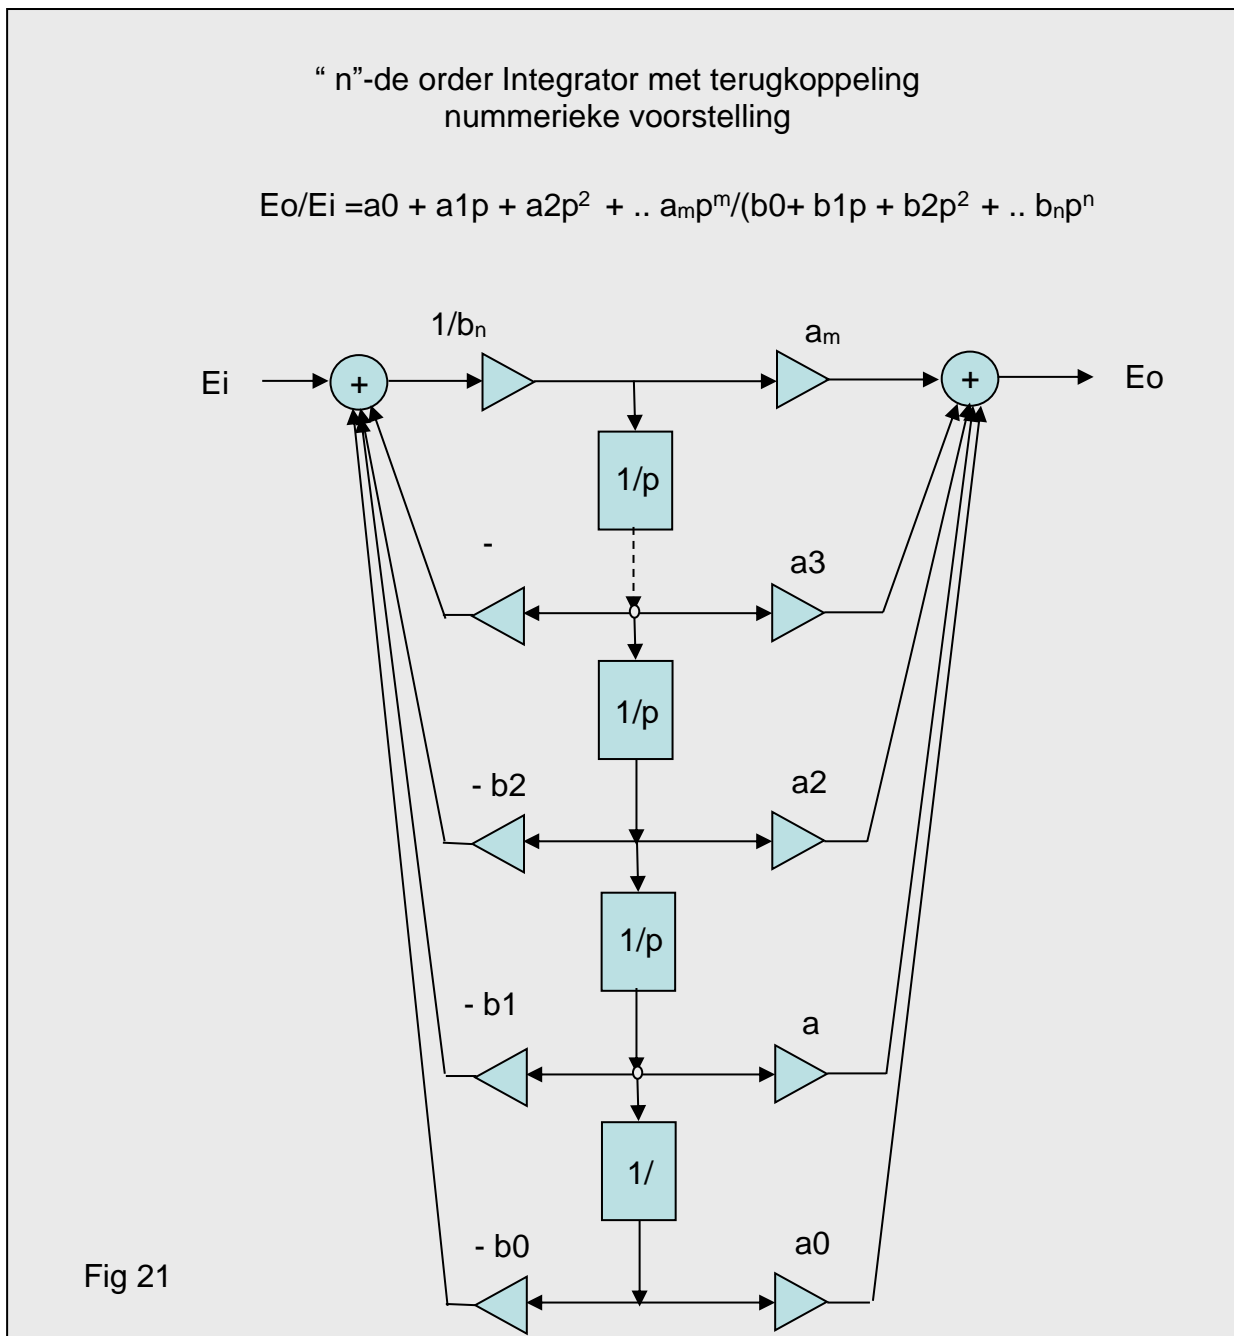 “ n”-de order Integrator met terugkoppeling
nummerieke voorstelling
Eo/Ei =a0 + a1p + a2p² + .. aₘpᵐ/(b0+ b1p + b2p² + .. bₙpⁿ
1/bₙ
aₘ
Ei
+
+
Eo
1/p
-
a3
1/p
- b2
a2
1/p
- b1
a
1/
- b0
a0
Fig 21